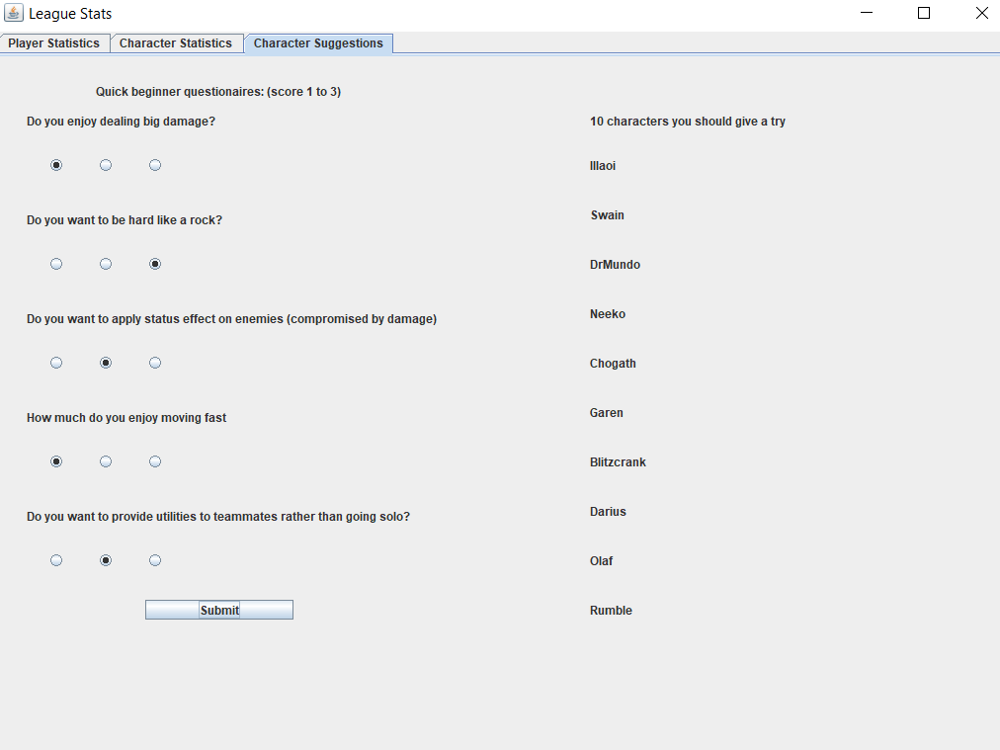 League Stats
Player Statistics
Character Statistics
Character Suggestions
Quick beginner questionaires: (score 1 to 3)
Do you enjoy dealing big damage?
Do you want to be hard like a rock?
Do you want to apply status effect on enemies (compromised by damage)
How much do you enjoy moving fast
Do you want to provide utilities to teammates rather than going solo?
Submit
10 characters you should give a try
Illaoi
Swain
DrMundo
Neeko
Chogath
Garen
Blitzcrank
Darius
Olaf
Rumble